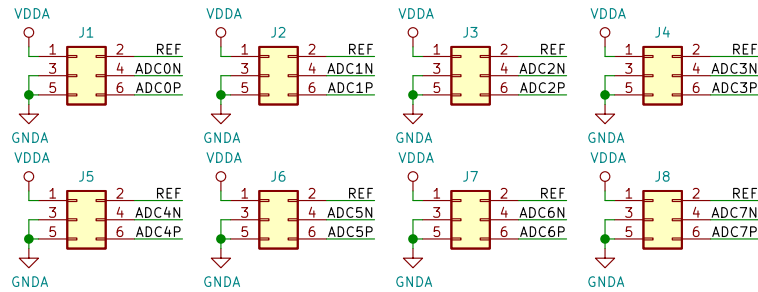 VDDA VDDA VDDA VDDA
J1 J2 J3 J4
1 2 REF 1 2 REF 1 2 REF 1 2 REF
3 4 ADC0N 3 4 ADC1N 3 4 ADC2N 3 4 ADC3N
5 6 ADC0P 5 6 ADC1P 5 6 ADC2P 5 6 ADC3P
GNDA GNDA GNDA GNDA
VDDA VDDA VDDA VDDA
J5 J6 J7 J8
1 2 REF 1 2 REF 1 2 REF 1 2 REF
3 4 ADC4N 3 4 ADC5N 3 4 ADC6N 3 4 ADC7N
5 6 ADC4P 5 6 ADC5P 5 6 ADC6P 5 6 ADC7P
GNDA GNDA GNDA GNDA